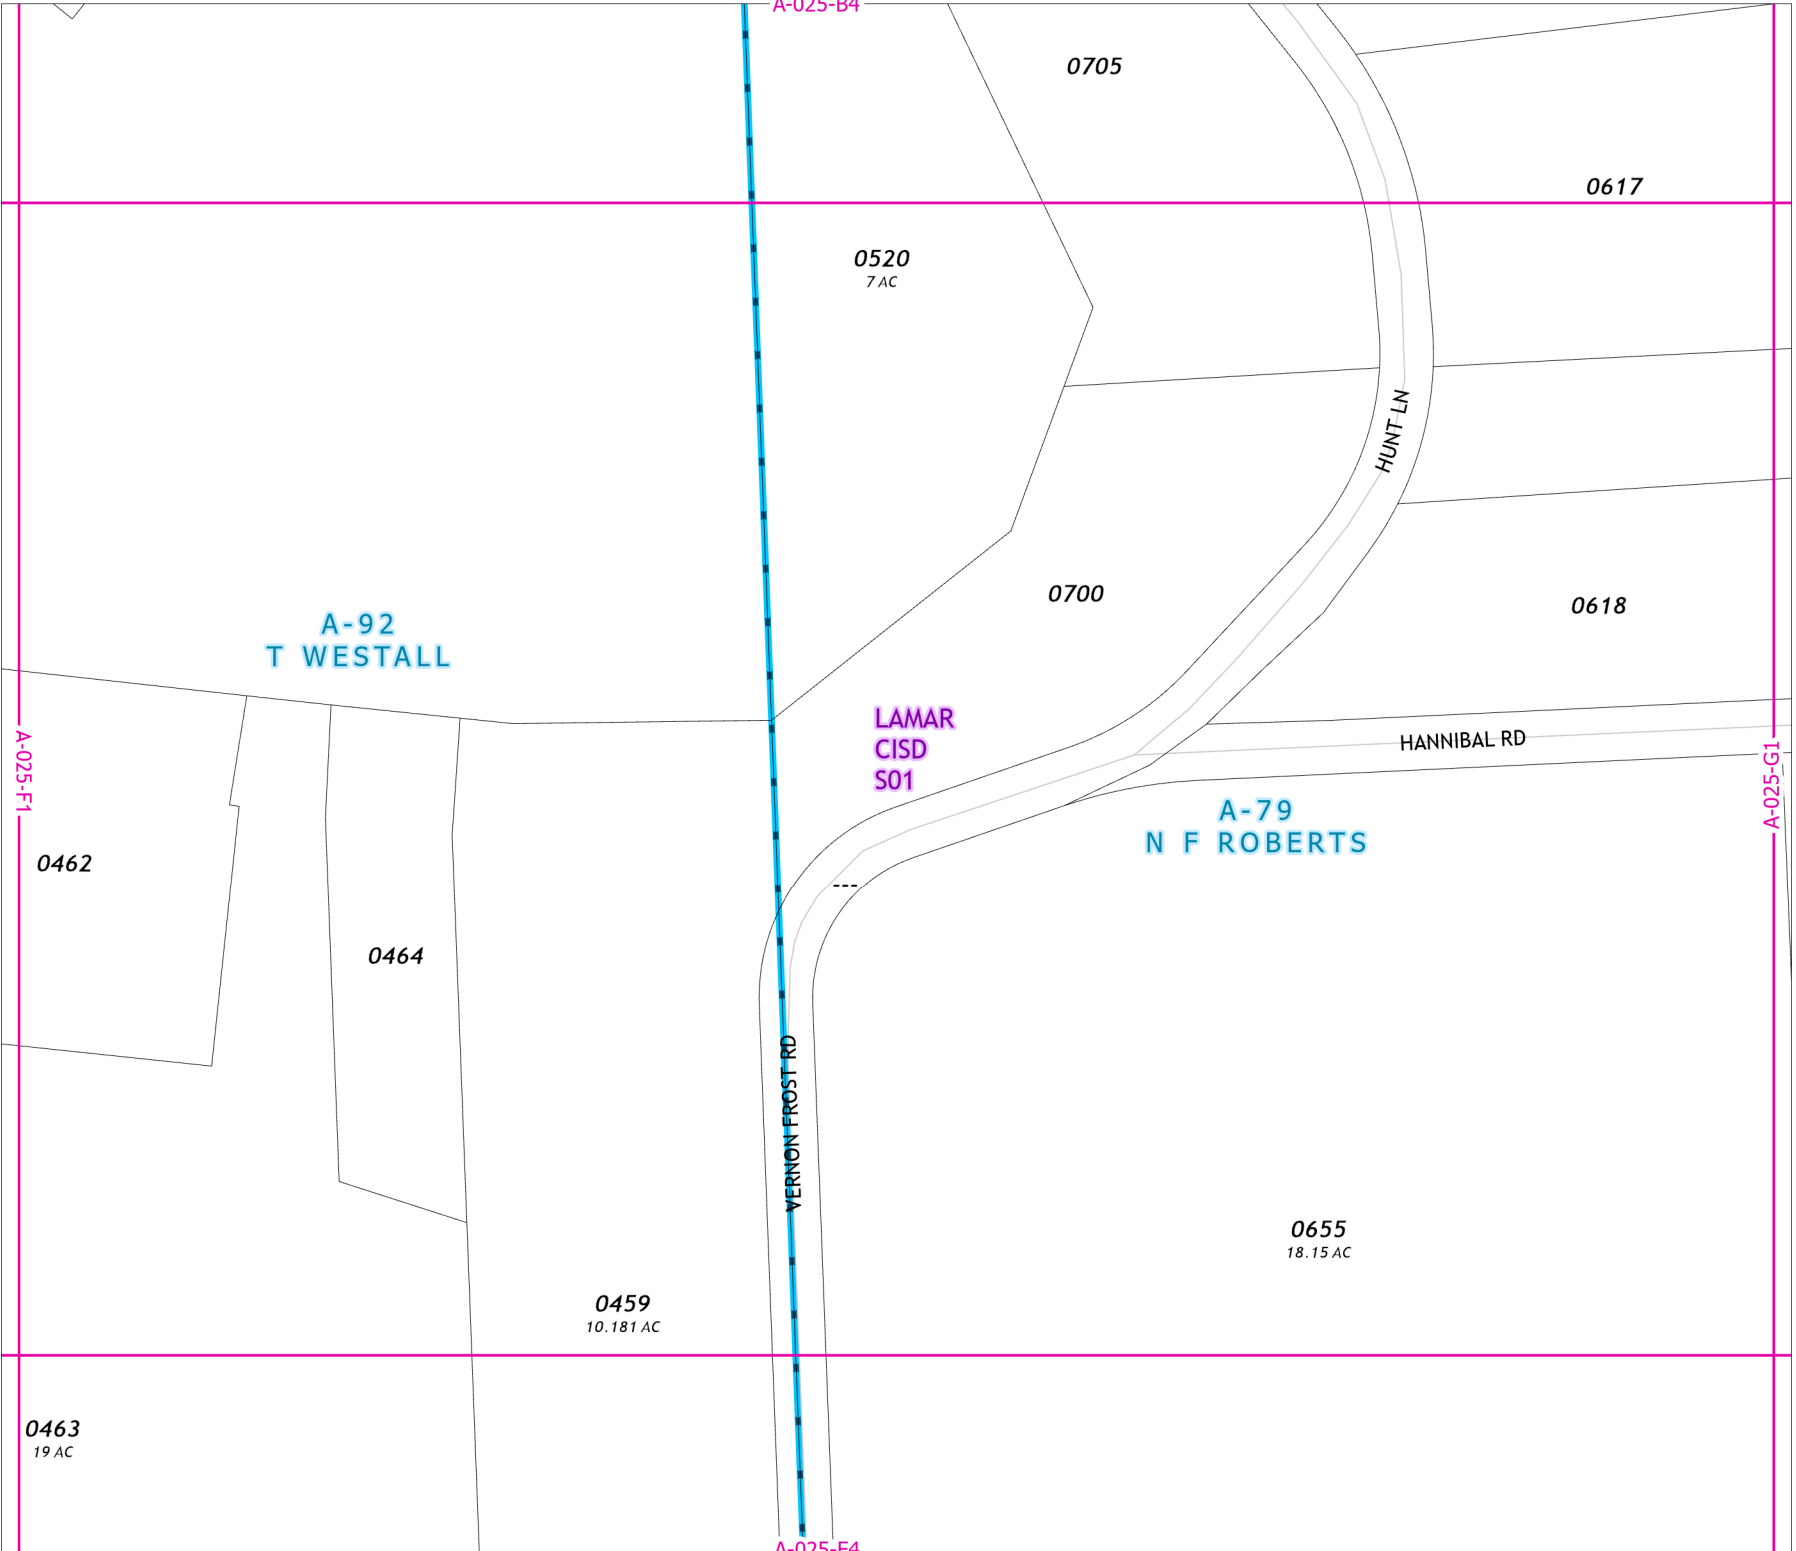 A-025-B4
0705
0617
0520
7 AC
HUNT LN
0700
0618
A-92
T WESTALL
LAMAR
CISD
S01
HANNIBAL RD
A-025-F1
A-025-G1
A-79
N F ROBERTS
0462
---
0464
VERNON FROST RD
0655
18.15 AC
0459
10.181 AC
0463
19 AC
A-025-F4